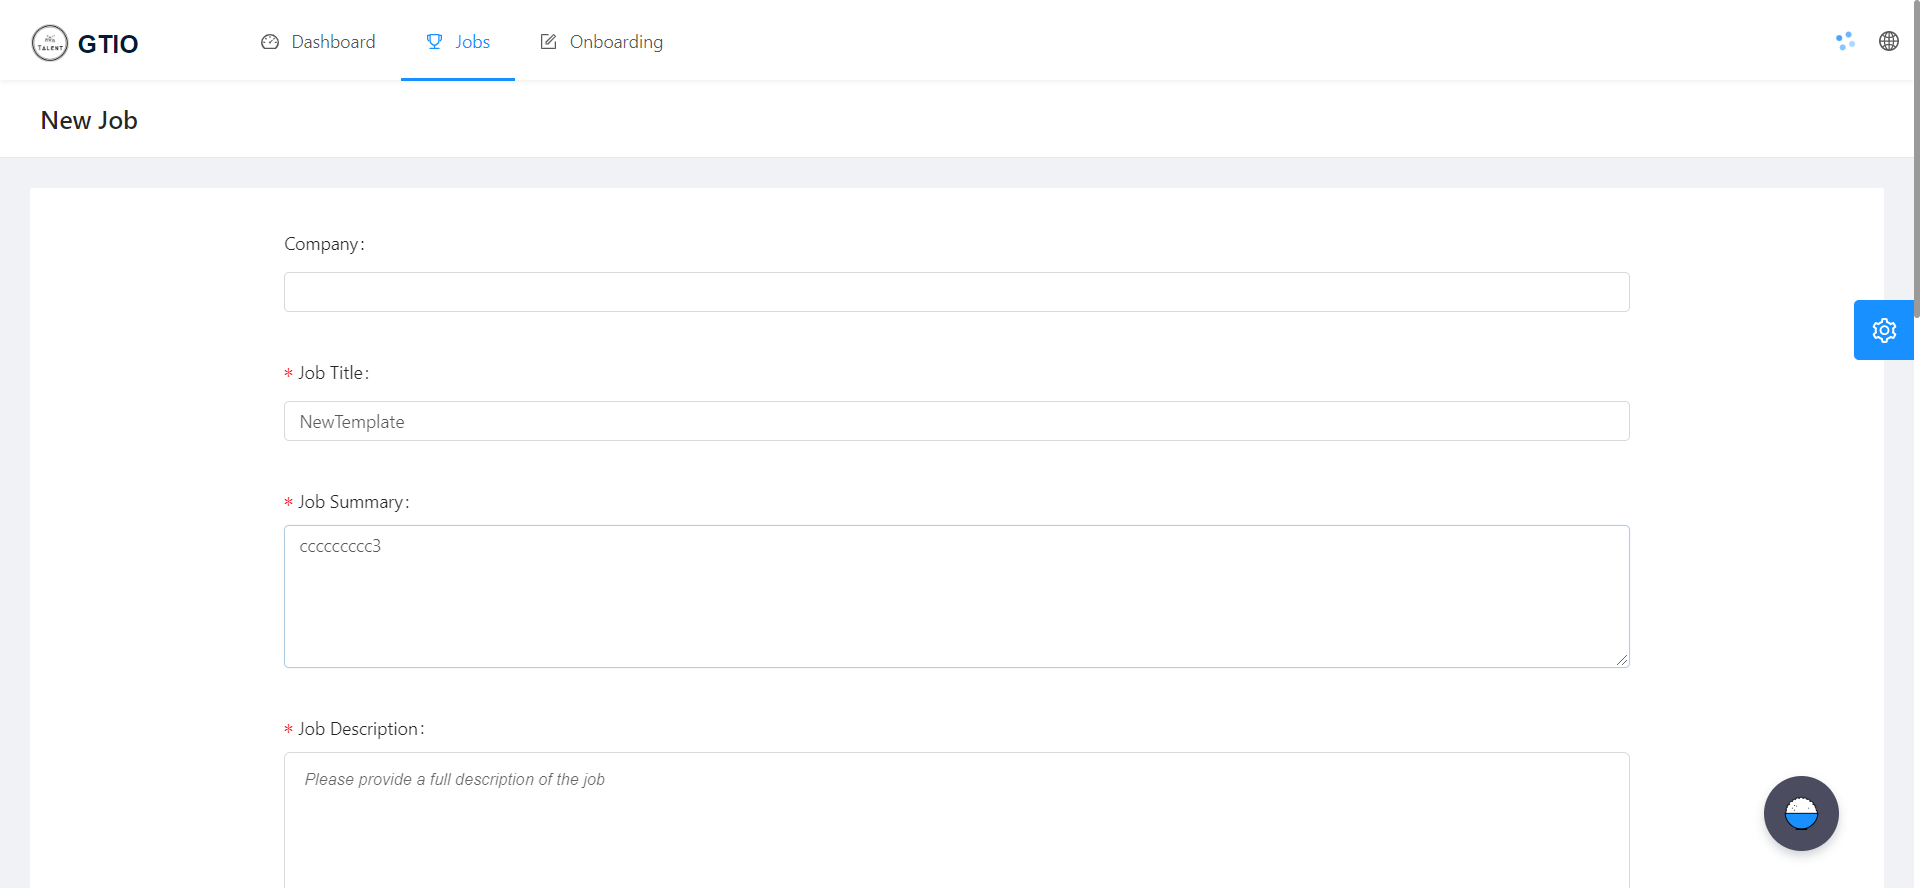 TALENT
GTIO
Dashboard
Jobs
Onboarding
New Job
Company:
* Job Title:
NewTemplate
* Job Summary:
ccccccccc3
* Job Description:
Please provide a full description of the job